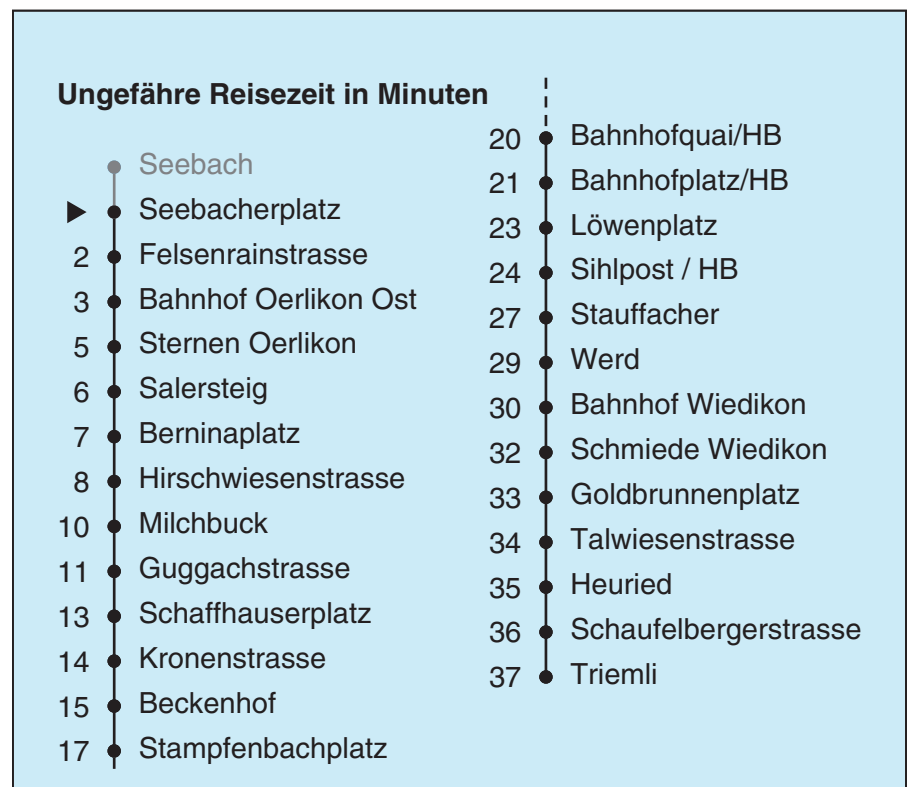 Ungefähre Reisezeit in Minuten
Seebach
Seebacherplatz
2 Felsenrainstrasse
3 Bahnhof Oerlikon Ost
5 Sternen Oerlikon
6 Salersteig
7 Berninaplatz
8 Hirschwiesenstrasse
10 Milchbuck
11 Guggachstrasse
13 Schaffhauserplatz
14 Kronenstrasse
15 Beckenhof
17 Stampfenbachplatz
20 Bahnhofquai/HB
21 Bahnhofplatz/HB
23 Löwenplatz
24 Sihlpost / HB
27 Stauffacher
29 Werd
30 Bahnhof Wiedikon
32 Schmiede Wiedikon
33 Goldbrunnenplatz
34 Talwiesenstrasse
35 Heuried
36 Schaufelbergerstrasse
37 Triemli